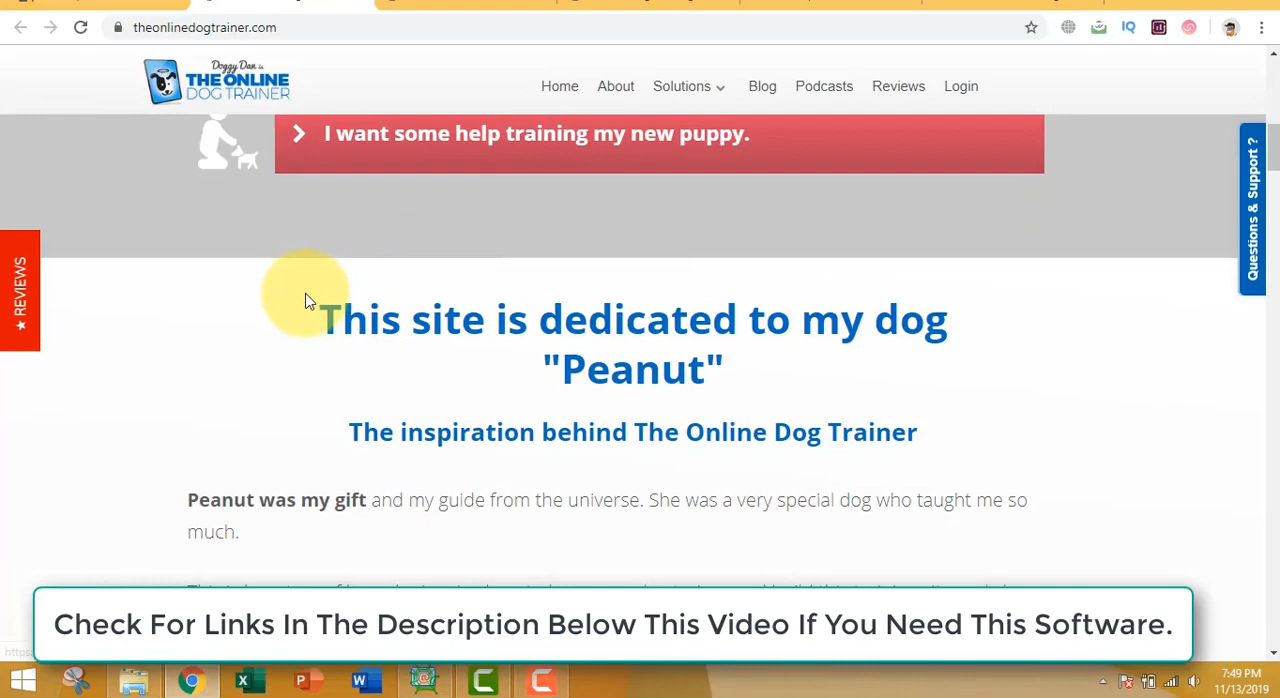 theonlinedogtrainer.com
Doggy Dan is
THE ONLINE
DOG TRAINER
Home About Solutions Blog Podcasts Reviews Login
I want some help training my new puppy.
Questions & Support ?
★ REVIEWS
This site is dedicated to my dog
"Peanut"
The inspiration behind The Online Dog Trainer
Peanut was my gift and my guide from the universe. She was a very special dog who taught me so
much.
Check For Links In The Description Below This Video If You Need This Software.
7:49 PM
11/13/2019